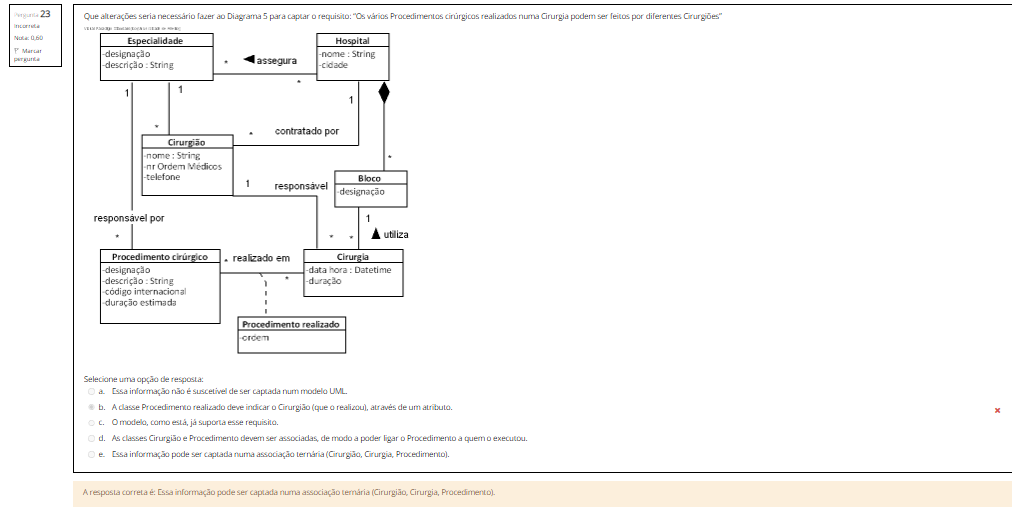 Pergunta 23
Incorreta
Nota: 0,60
Marcar
pergunta
Que alterações seria necessário fazer ao Diagrama 5 para captar o requisito: “Os vários Procedimentos cirúrgicos realizados numa Cirurgia podem ser feitos por diferentes Cirurgiões”
Especialidade
-designação
-descrição : String
Hospital
-nome : String
-cidade
* ◀ assegura
*
1
1
1
*
* contratado por
Cirurgião
-nome : String
-nr Ordem Médicos
-telefone
*
1 responsável
Bloco
-designação
1
responsável por
*
* *
▲ utiliza
Procedimento cirúrgico
-designação
-descrição : String
-código internacional
-duração estimada
* realizado em
*
Cirurgia
-data hora : Datetime
-duração
Procedimento realizado
-ordem
Selecione uma opção de resposta:
a. Essa informação não é suscetível de ser captada num modelo UML.
b. A classe Procedimento realizado deve indicar o Cirurgião (que o realizou), através de um atributo.
c. O modelo, como está, já suporta esse requisito.
d. As classes Cirurgião e Procedimento devem ser associadas, de modo a poder ligar o Procedimento a quem o executou.
e. Essa informação pode ser captada numa associação ternária (Cirurgião, Cirurgia, Procedimento).
A resposta correta é: Essa informação pode ser captada numa associação ternária (Cirurgião, Cirurgia, Procedimento).